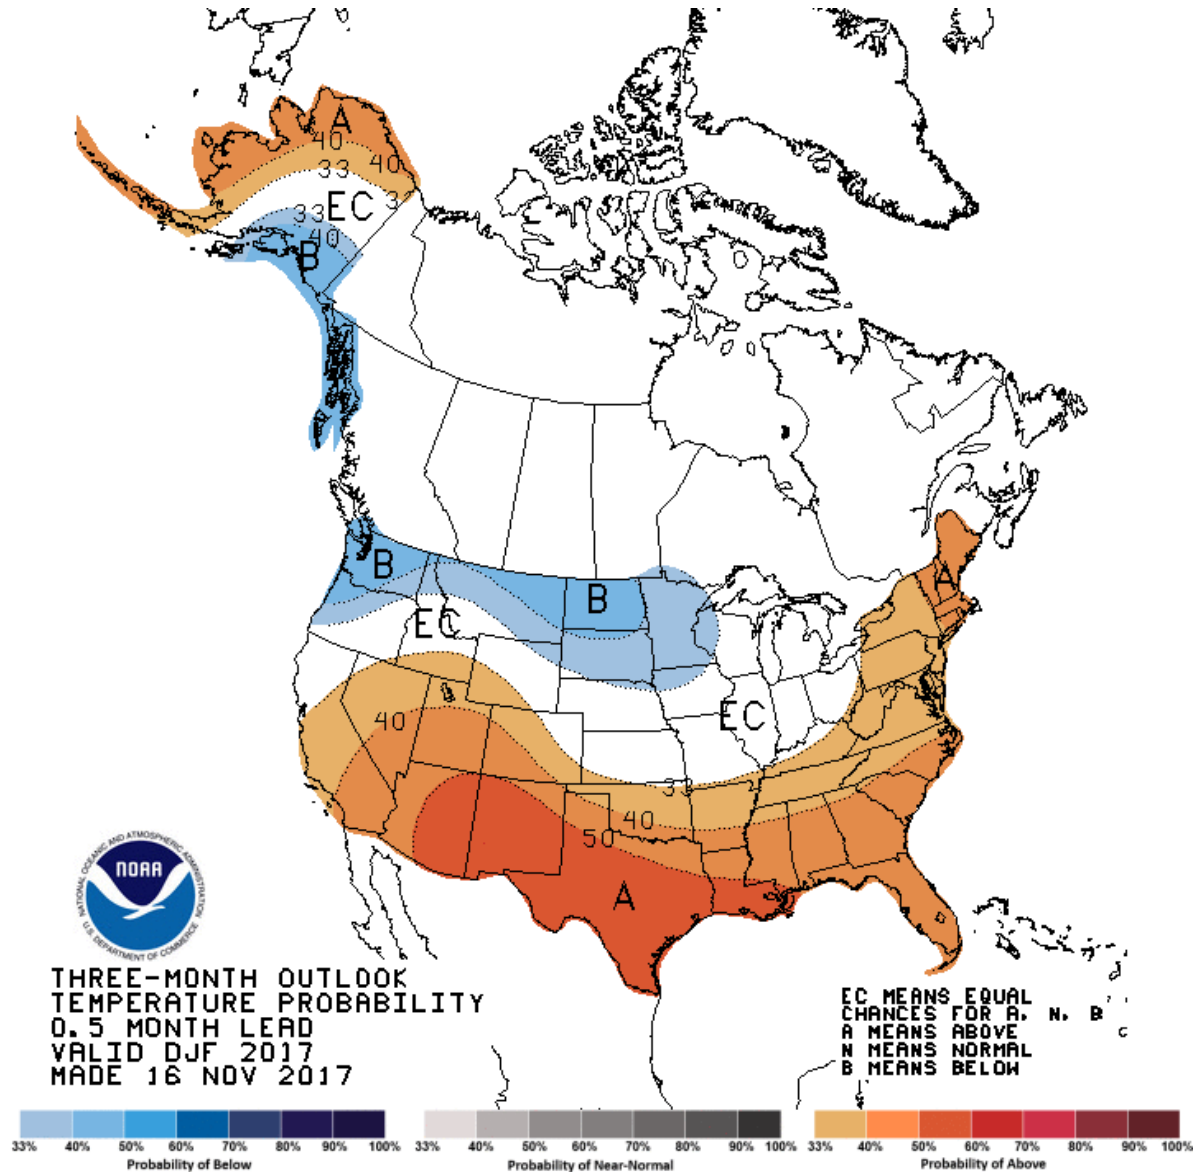 A
40
33
40
EC
33
40
B
B
B
EC
A
40
EC
40
50
A
NATIONAL OCEANIC AND ATMOSPHERIC ADMINISTRATION
NOAA
U.S. DEPARTMENT OF COMMERCE
THREE-MONTH OUTLOOK
TEMPERATURE PROBABILITY
0.5 MONTH LEAD
VALID DJF 2017
MADE 16 NOV 2017
EC MEANS EQUAL
CHANCES FOR A, N, B
A MEANS ABOVE
N MEANS NORMAL
B MEANS BELOW
33% 40% 50% 60% 70% 80% 90% 100%
Probability of Below
33% 40% 50% 60% 70% 80% 90% 100%
Probability of Near-Normal
33% 40% 50% 60% 70% 80% 90% 100%
Probability of Above